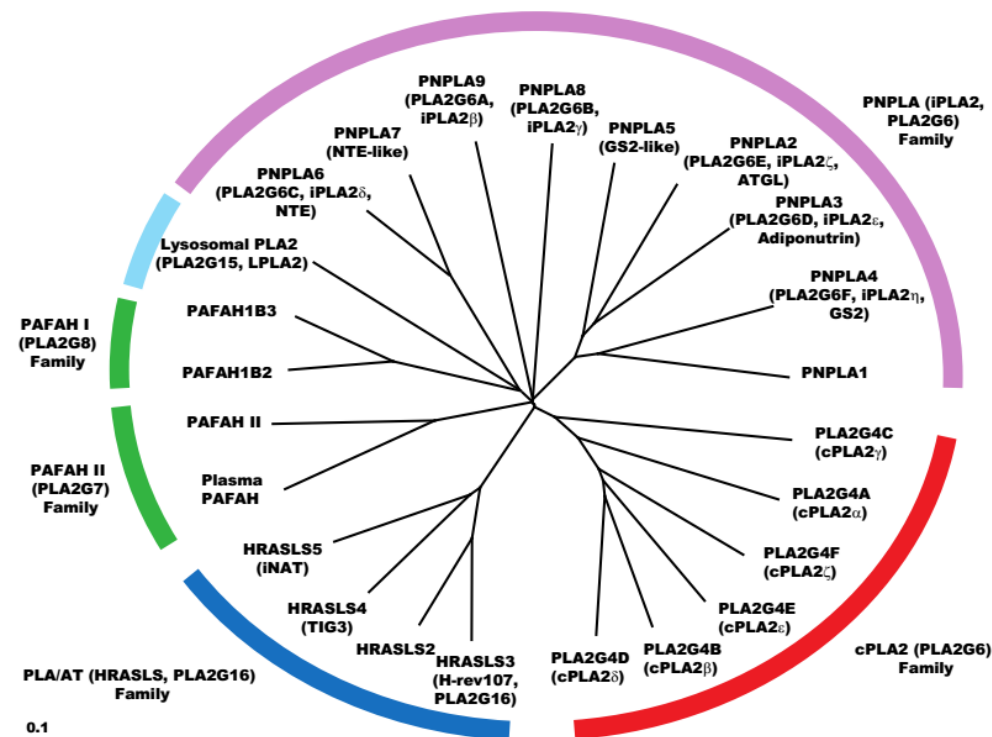 PNPLA9
(PLA2G6A,
iPLA2β)
PNPLA8
(PLA2G6B,
iPLA2γ)
PNPLA (iPLA2,
PLA2G6)
Family
PNPLA7
(NTE-like)
PNPLA5
(GS2-like)
PNPLA2
(PLA2G6E, iPLA2ζ,
ATGL)
PNPLA6
(PLA2G6C, iPLA2δ,
NTE)
PNPLA3
(PLA2G6D, iPLA2ε,
Adiponutrin)
Lysosomal PLA2
(PLA2G15, LPLA2)
PNPLA4
(PLA2G6F, iPLA2η,
GS2)
PAFAH I
(PLA2G8)
Family
PAFAH1B3
PAFAH1B2
PNPLA1
PAFAH II
PLA2G4C
(cPLA2γ)
PAFAH II
(PLA2G7)
Family
Plasma
PAFAH
PLA2G4A
(cPLA2α)
HRASLS5
(iNAT)
PLA2G4F
(cPLA2ζ)
HRASLS4
(TIG3)
PLA2G4E
(cPLA2ε)
HRASLS2
HRASLS3
(H-rev107,
PLA2G16)
PLA2G4D
(cPLA2δ)
PLA2G4B
(cPLA2β)
cPLA2 (PLA2G6)
Family
PLA/AT (HRASLS, PLA2G16)
Family
0.1